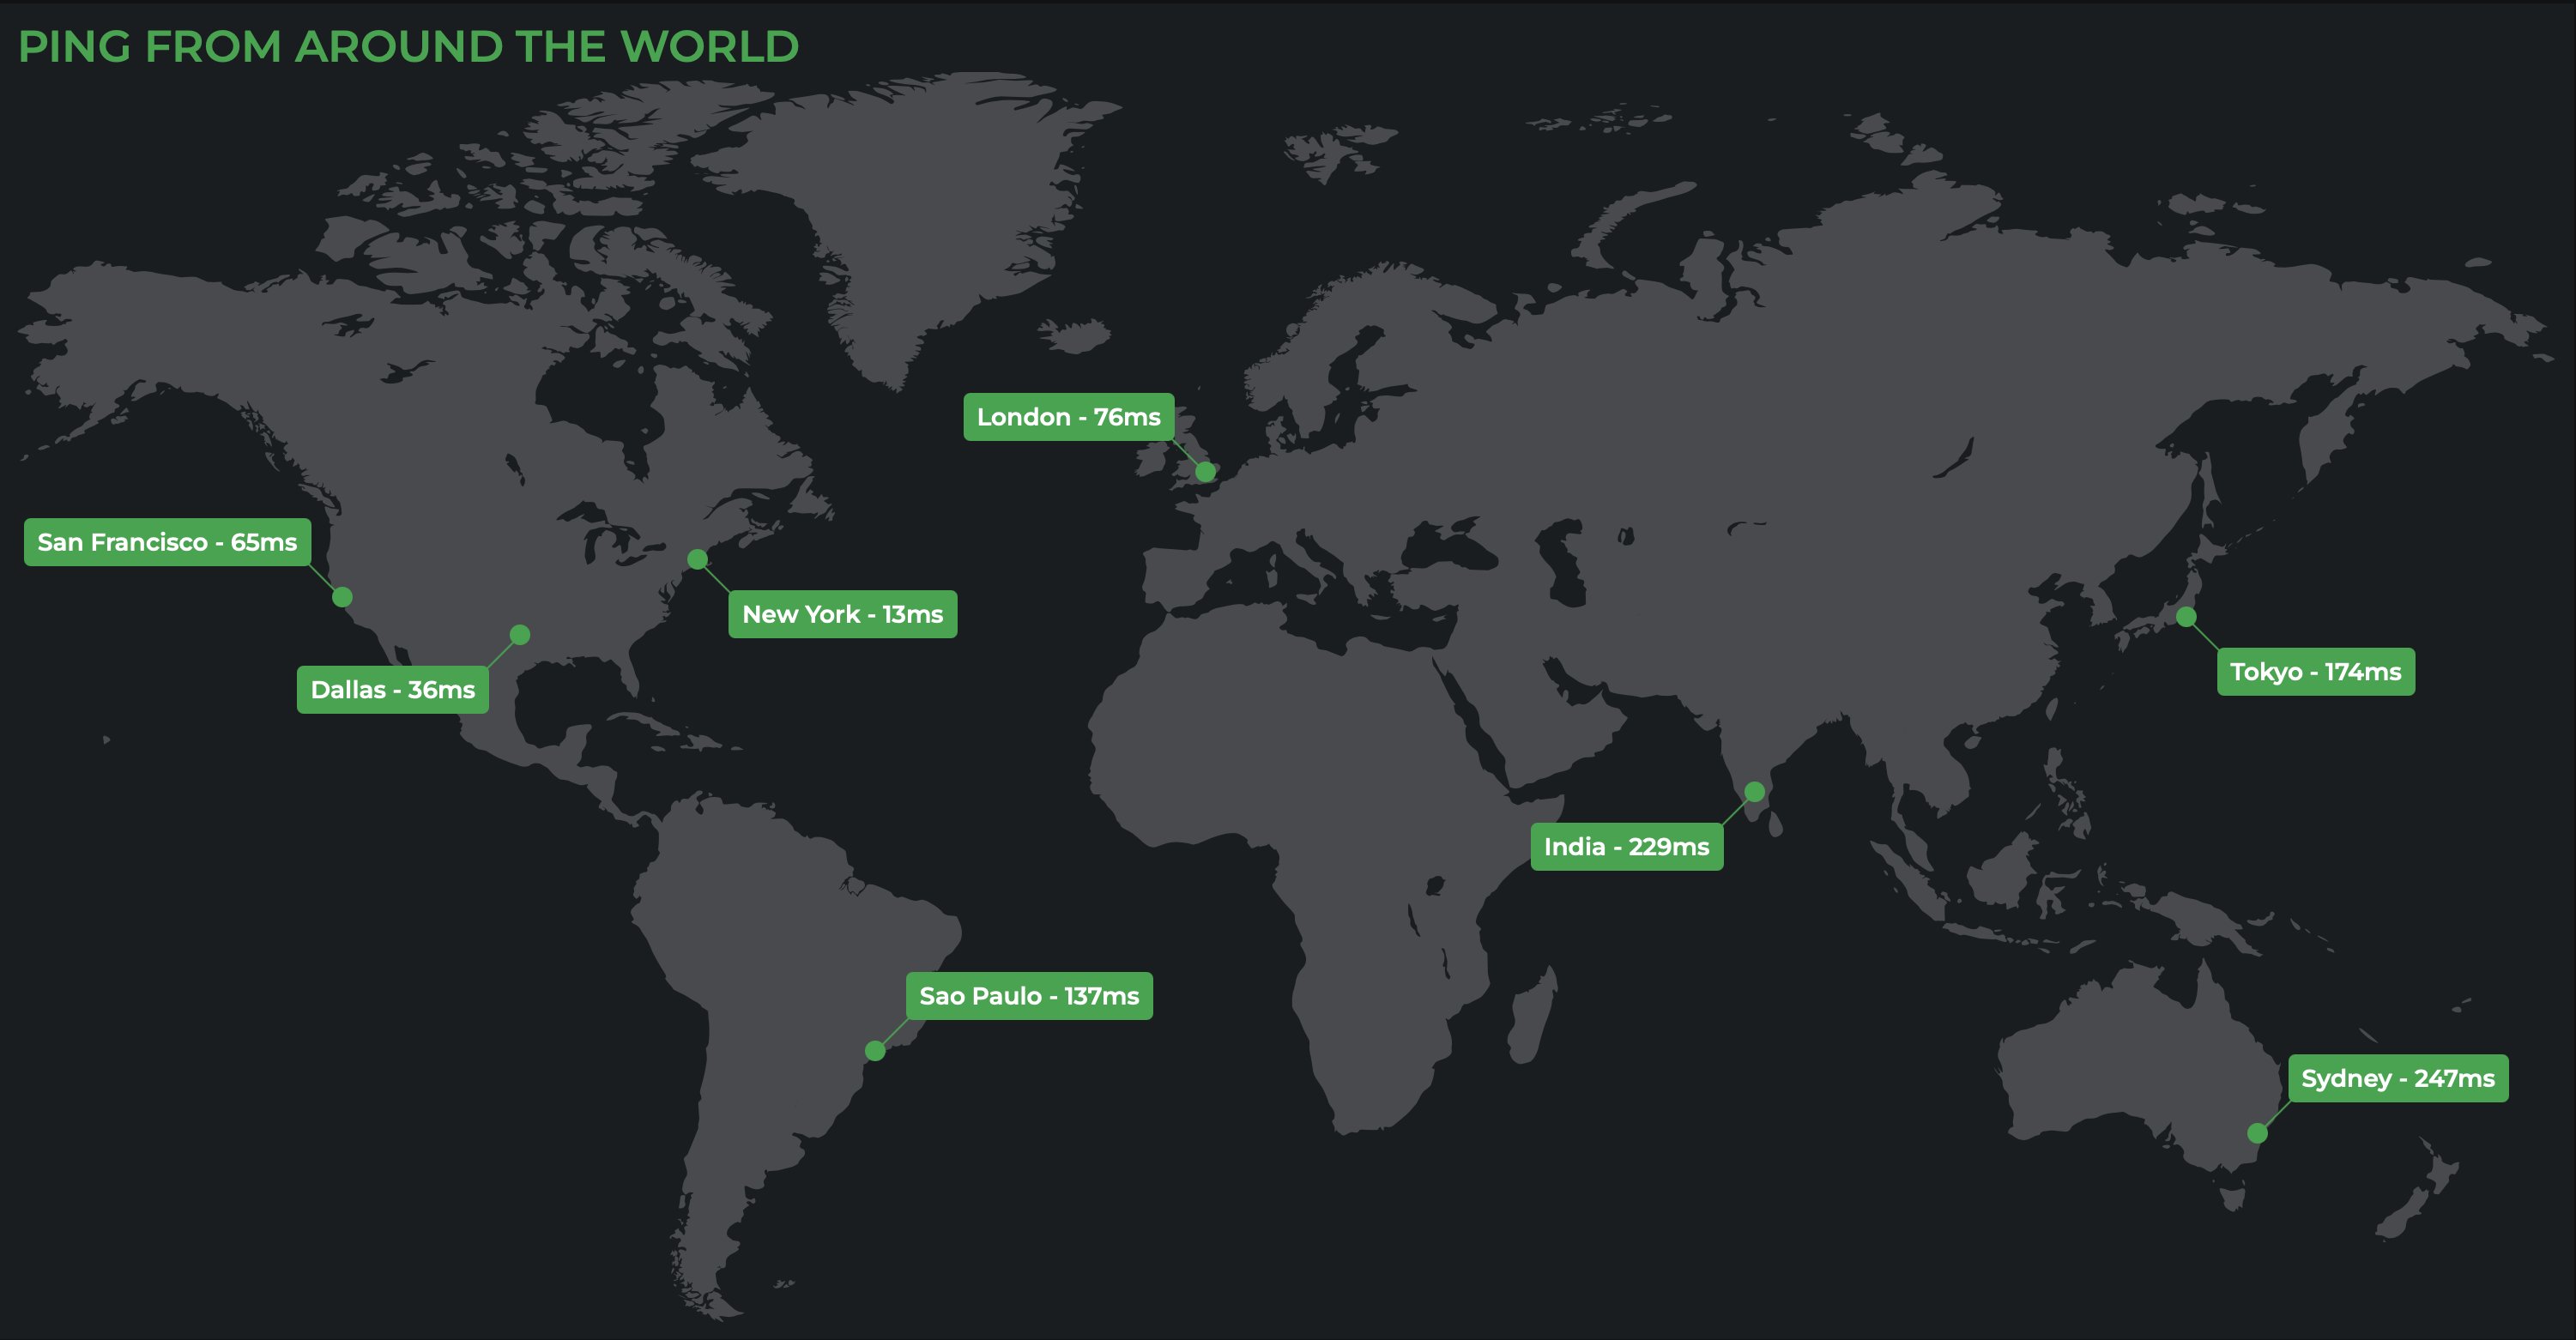 PING FROM AROUND THE WORLD
London - 76ms
San Francisco - 65ms
New York - 13ms
Dallas - 36ms
Tokyo - 174ms
India - 229ms
Sao Paulo - 137ms
Sydney - 247ms